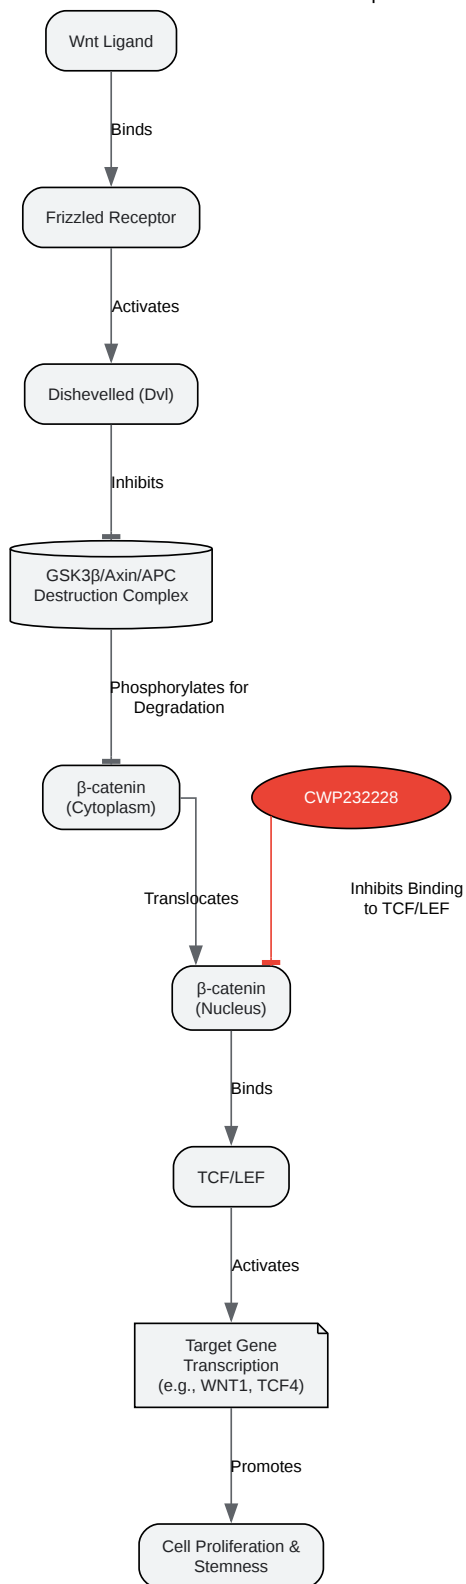 Wnt Ligand
Binds
Frizzled Receptor
Activates
Dishevelled (Dvl)
Inhibits
GSK3β/Axin/APC
Destruction Complex
Phosphorylates for
Degradation
β-catenin
(Cytoplasm)
CWP232228
Translocates
Inhibits Binding
to TCF/LEF
β-catenin
(Nucleus)
Binds
TCF/LEF
Activates
Target Gene
Transcription
(e.g., WNT1, TCF4)
Promotes
Cell Proliferation &
Stemness